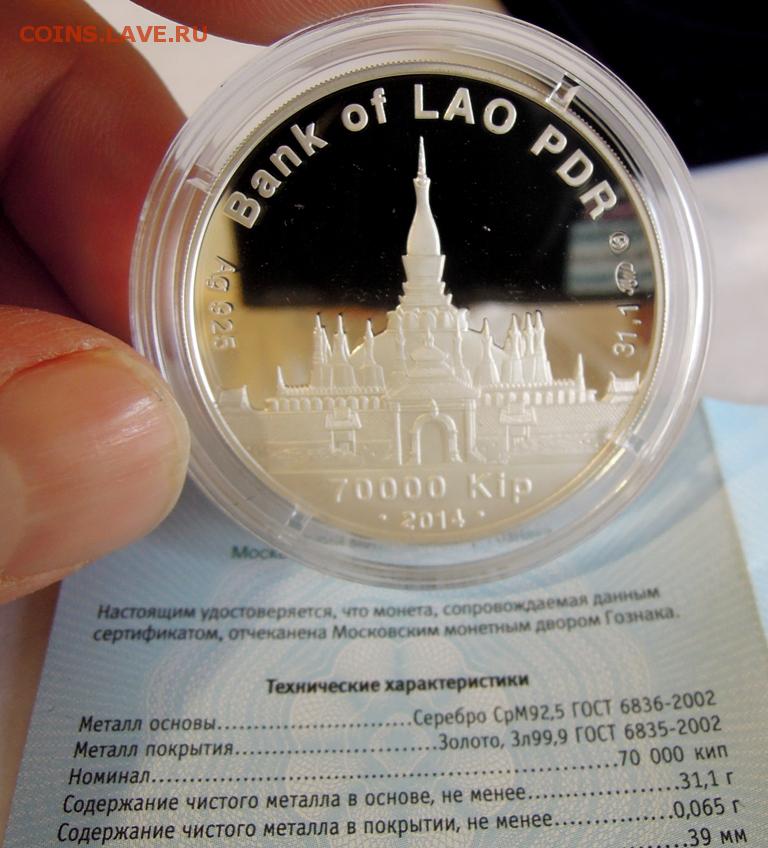 COINS.LAVE.RU
Bank of LAO PDR
Ag 925
31,1
70000 Kip
· 2014 ·
Настоящим удостоверяется, что монета, сопровождаемая данным
сертификатом, отчеканена Московским монетным двором Гознака.
Технические характеристики
Металл основы........................Серебро СрМ92,5 ГОСТ 6836-2002
Металл покрытия........................Золото, Зл99,9 ГОСТ 6835-2002
Номинал........................70 000 кип
Содержание чистого металла в основе, не менее........................31,1 г
Содержание чистого металла в покрытии, не менее........................0,065 г
39 мм